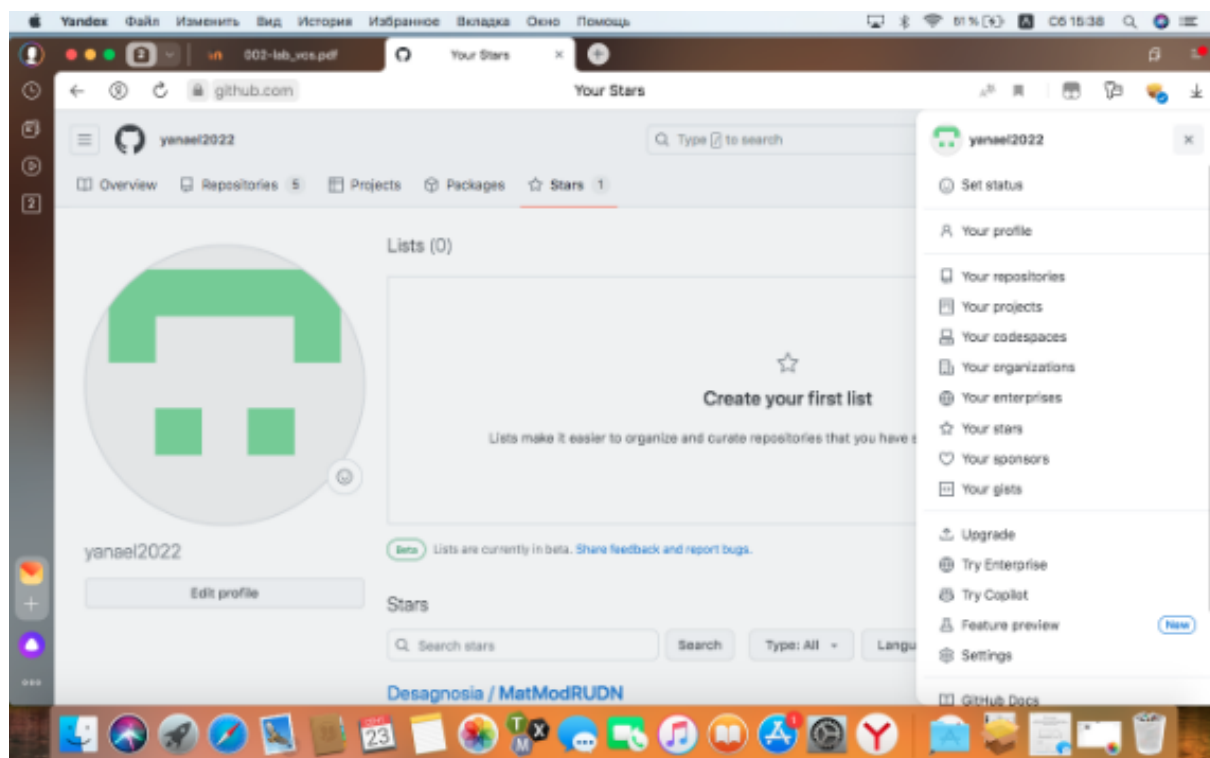 Yandex Файл Изменить Вид История Избранное Вкладка Окно Помощь 51 % Сб 15:38
2 002-lab_vcs.pdf Your Stars
github.com Your Stars
yanael2022 Type / to search
Overview Repositories 5 Projects Packages Stars 1
2
Lists (0)
Create your first list
Lists make it easier to organize and curate repositories that you have s
yanael2022
Edit profile
Beta Lists are currently in beta. Share feedback and report bugs.
Stars
Search stars Search Type: All Langu
Desagnosia / MatModRUDN
yanael2022
Set status
Your profile
Your repositories
Your projects
Your codespaces
Your organizations
Your enterprises
Your stars
Your sponsors
Your gists
Upgrade
Try Enterprise
Try Copilot
Feature preview New
Settings
GitHub Docs
23 T X M 1